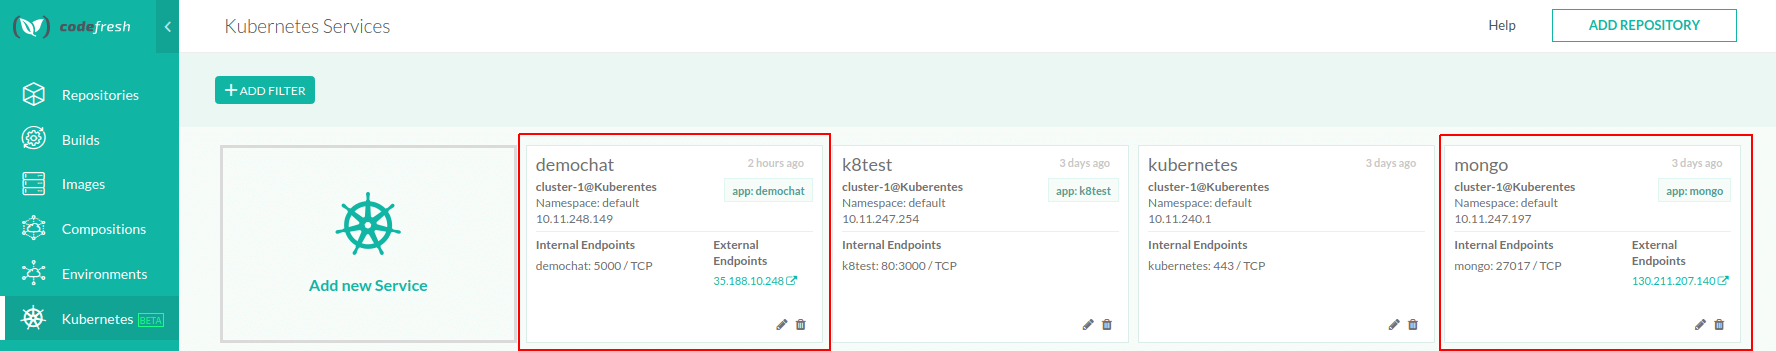 codefresh
Kubernetes Services
Help
ADD REPOSITORY
Repositories
Builds
Images
Compositions
Environments
Kubernetes BETA
+ ADD FILTER
Add new Service
demochat
2 hours ago
cluster-1@Kuberentes
app: demochat
Namespace: default
10.11.248.149
Internal Endpoints
demochat: 5000 / TCP
External
Endpoints
35.188.10.248
k8test
3 days ago
cluster-1@Kuberentes
app: k8test
Namespace: default
10.11.247.254
Internal Endpoints
k8test: 80:3000 / TCP
kubernetes
3 days ago
cluster-1@Kuberentes
Namespace: default
10.11.240.1
Internal Endpoints
kubernetes: 443 / TCP
mongo
3 days ago
cluster-1@Kuberentes
app: mongo
Namespace: default
10.11.247.197
Internal Endpoints
mongo: 27017 / TCP
External
Endpoints
130.211.207.140